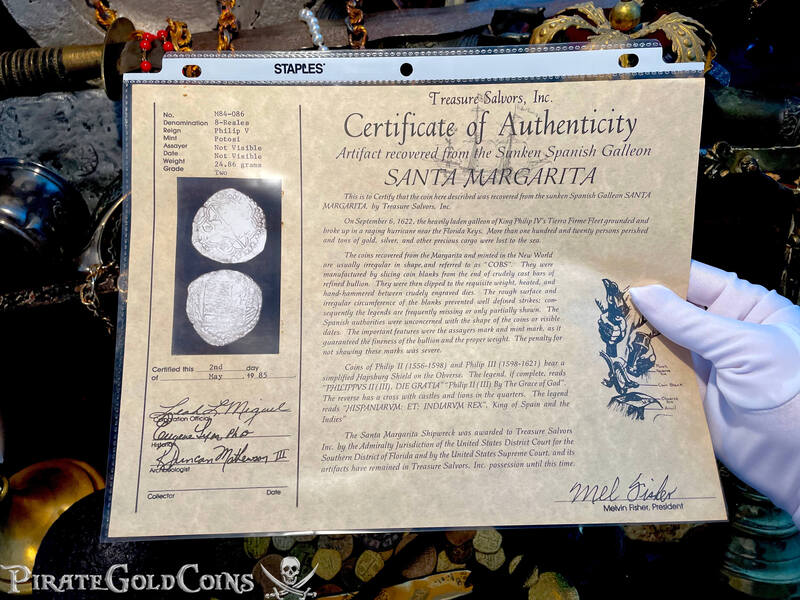 STAPLES®
No. M84-086
Denomination 8-Reales
Reign Philip V
Mint Potosi
Assayer Not Visible
Date Not Visible
Weight 24.86 grams
Grade Two
Certified this 2nd day
of May, 1985
Certification Official
Eugene Lyon, PhD
Historian
R Duncan Mathewson III
Archaeologist
Collector Date
Treasure Salvors, Inc.
Certificate of Authenticity
Artifact recovered from the Sunken Spanish Galleon
SANTA MARGARITA
This is to Certify that the coin here described was recovered from the sunken Spanish Galleon SANTA
MARGARITA, by Treasure Salvors, Inc.
On September 6, 1622, the heavily laden galleon of King Philip IV's Tierra Firme Fleet grounded and
broke up in a raging hurricane near the Florida Keys. More than one hundred and twenty persons perished
and tons of gold, silver, and other precious cargo were lost to the sea.
The coins recovered from the Margarita and minted in the New World
are usually irregular in shape, and referred to as "COBS". They were
manufactured by slicing coin blanks from the end of crudely cast bars of
refined bullion. They were then clipped to the requisite weight, heated, and
hand-hammered between crudely engraved dies. The rough surface and
irregular circumference of the blanks prevented well defined strikes; con-
sequently the legends are frequently missing or only partially shown. The
Spanish authorities were unconcerned with the shape of the coins or visible
dates. The important features were the assayers mark and mint mark, as it
guaranteed the fineness of the bullion and the proper weight. The penalty for
not showing these marks was severe.
Coins of Philip II (1556-1598) and Philip III (1598-1621) bear a
simplified Hapsburg Shield on the Obverse. The legend, if complete, reads
"PHILIPPVS II (III), DIE GRATIA" "Philip II (III) By The Grace of God".
The reverse has a cross with castles and lions in the quarters. The legend
reads "HISPANIARVM: ET: INDIARVM REX", King of Spain and the
Indies"
The Santa Margarita Shipwreck was awarded to Treasure Salvors
Inc. by the Admiralty Jurisdiction of the United States District Court for the
Southern District of Florida and by the United States Supreme Court, and its
artifacts have remained in Treasure Salvors, Inc. possession until this time.
Coin Blank
Obverse
Anvil
Mel Fisher
Melvin Fisher, President
PIRATEGOLDCOINS